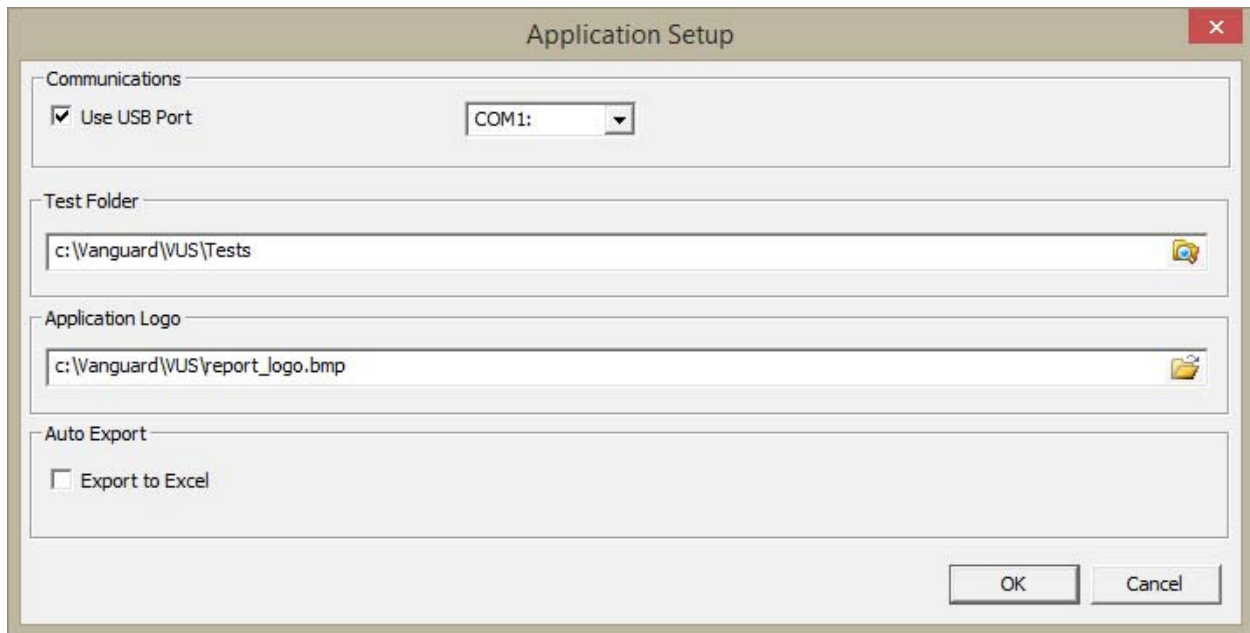 Application Setup
Communications
Use USB Port COM1:
Test Folder
c:\Vanguard\VUS\Tests
Application Logo
c:\Vanguard\VUS\report_logo.bmp
Auto Export
Export to Excel
OK Cancel